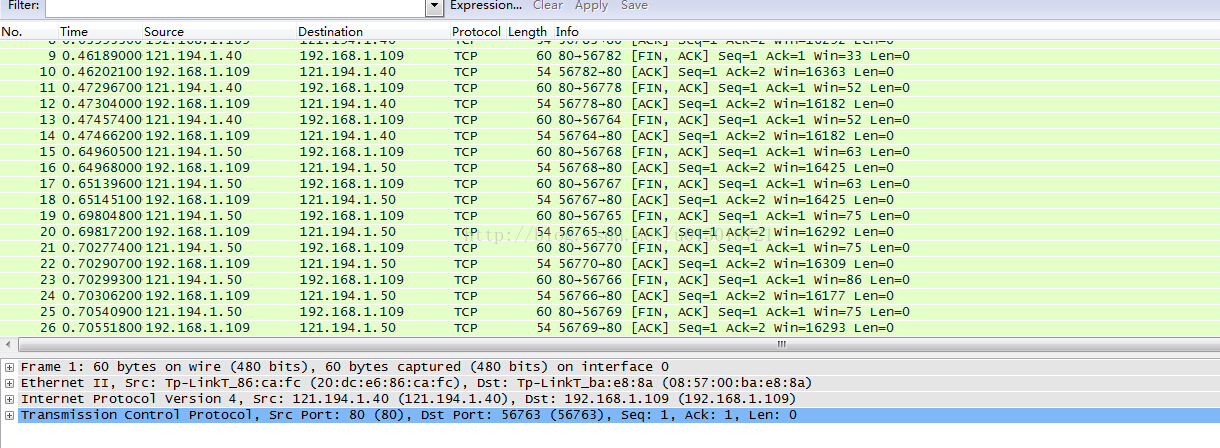 Filter: Expression... Clear Apply Save
No. Time Source Destination Protocol Length Info
9 0.46189000 121.194.1.40 192.168.1.109 TCP 60 80→56782 [FIN, ACK] Seq=1 Ack=1 Win=33 Len=0
10 0.46202100 192.168.1.109 121.194.1.40 TCP 54 56782→80 [ACK] Seq=1 Ack=2 Win=16363 Len=0
11 0.47296700 121.194.1.40 192.168.1.109 TCP 60 80→56778 [FIN, ACK] Seq=1 Ack=1 Win=52 Len=0
12 0.47304000 192.168.1.109 121.194.1.40 TCP 54 56778→80 [ACK] Seq=1 Ack=2 Win=16182 Len=0
13 0.47457400 121.194.1.40 192.168.1.109 TCP 60 80→56764 [FIN, ACK] Seq=1 Ack=1 Win=52 Len=0
14 0.47466200 192.168.1.109 121.194.1.40 TCP 54 56764→80 [ACK] Seq=1 Ack=2 Win=16182 Len=0
15 0.64960500 121.194.1.50 192.168.1.109 TCP 60 80→56768 [FIN, ACK] Seq=1 Ack=1 Win=63 Len=0
16 0.64968000 192.168.1.109 121.194.1.50 TCP 54 56768→80 [ACK] Seq=1 Ack=2 Win=16425 Len=0
17 0.65139600 121.194.1.50 192.168.1.109 TCP 60 80→56767 [FIN, ACK] Seq=1 Ack=1 Win=63 Len=0
18 0.65145100 192.168.1.109 121.194.1.50 TCP 54 56767→80 [ACK] Seq=1 Ack=2 Win=16425 Len=0
19 0.69804800 121.194.1.50 192.168.1.109 TCP 60 80→56765 [FIN, ACK] Seq=1 Ack=1 Win=75 Len=0
20 0.69817200 192.168.1.109 121.194.1.50 TCP 54 56765→80 [ACK] Seq=1 Ack=2 Win=16292 Len=0
21 0.70277400 121.194.1.50 192.168.1.109 TCP 60 80→56770 [FIN, ACK] Seq=1 Ack=1 Win=75 Len=0
22 0.70290700 192.168.1.109 121.194.1.50 TCP 54 56770→80 [ACK] Seq=1 Ack=2 Win=16309 Len=0
23 0.70299300 121.194.1.50 192.168.1.109 TCP 60 80→56766 [FIN, ACK] Seq=1 Ack=1 Win=86 Len=0
24 0.70306200 192.168.1.109 121.194.1.50 TCP 54 56766→80 [ACK] Seq=1 Ack=2 Win=16177 Len=0
25 0.70540900 121.194.1.50 192.168.1.109 TCP 60 80→56769 [FIN, ACK] Seq=1 Ack=1 Win=75 Len=0
26 0.70551800 192.168.1.109 121.194.1.50 TCP 54 56769→80 [ACK] Seq=1 Ack=2 Win=16293 Len=0
Frame 1: 60 bytes on wire (480 bits), 60 bytes captured (480 bits) on interface 0
Ethernet II, Src: Tp-LinkT_86:ca:fc (20:dc:e6:86:ca:fc), Dst: Tp-LinkT_ba:e8:8a (08:57:00:ba:e8:8a)
Internet Protocol Version 4, Src: 121.194.1.40 (121.194.1.40), Dst: 192.168.1.109 (192.168.1.109)
Transmission Control Protocol, Src Port: 80 (80), Dst Port: 56763 (56763), Seq: 1, Ack: 1, Len: 0